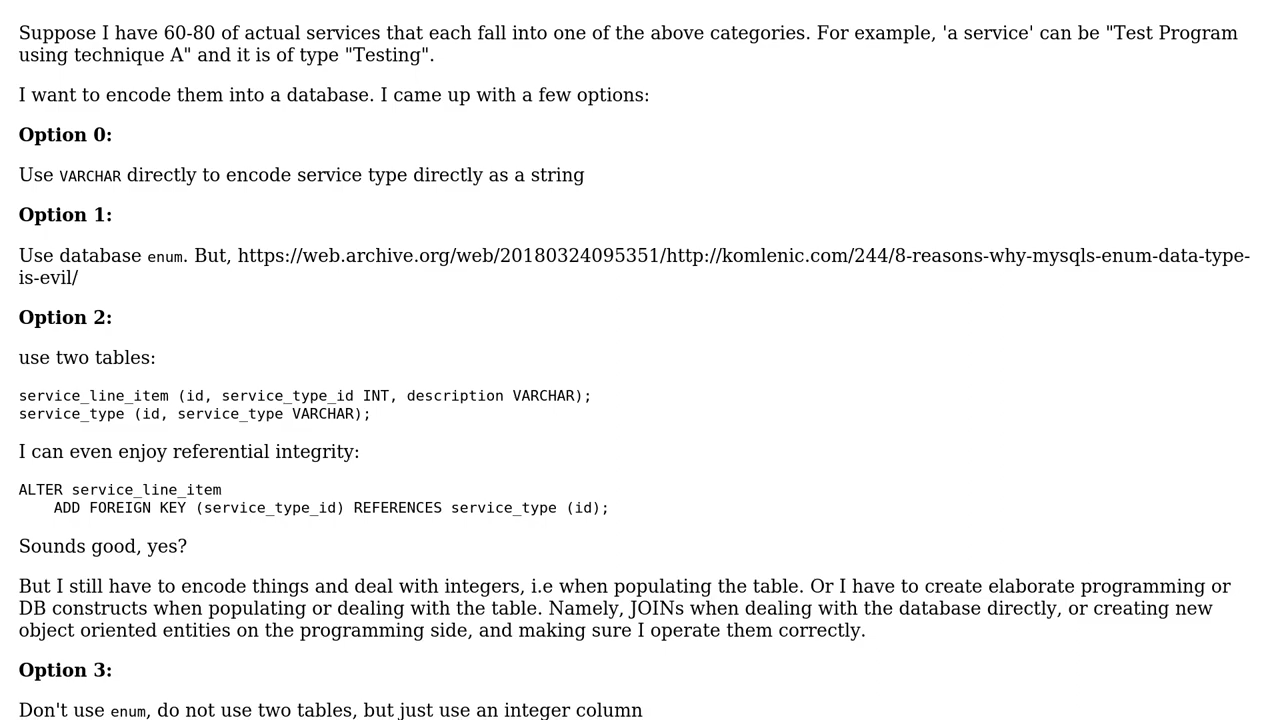 Suppose I have 60-80 of actual services that each fall into one of the above categories. For example, 'a service' can be "Test Program
using technique A" and it is of type "Testing".
I want to encode them into a database. I came up with a few options:
Option 0:
Use VARCHAR directly to encode service type directly as a string
Option 1:
Use database enum. But, https://web.archive.org/web/20180324095351/http://komlenic.com/244/8-reasons-why-mysqls-enum-data-type-
is-evil/
Option 2:
use two tables:
service_line_item (id, service_type_id INT, description VARCHAR);
service_type (id, service_type VARCHAR);
I can even enjoy referential integrity:
ALTER service_line_item
    ADD FOREIGN KEY (service_type_id) REFERENCES service_type (id);
Sounds good, yes?
But I still have to encode things and deal with integers, i.e when populating the table. Or I have to create elaborate programming or
DB constructs when populating or dealing with the table. Namely, JOINs when dealing with the database directly, or creating new
object oriented entities on the programming side, and making sure I operate them correctly.
Option 3:
Don't use enum, do not use two tables, but just use an integer column